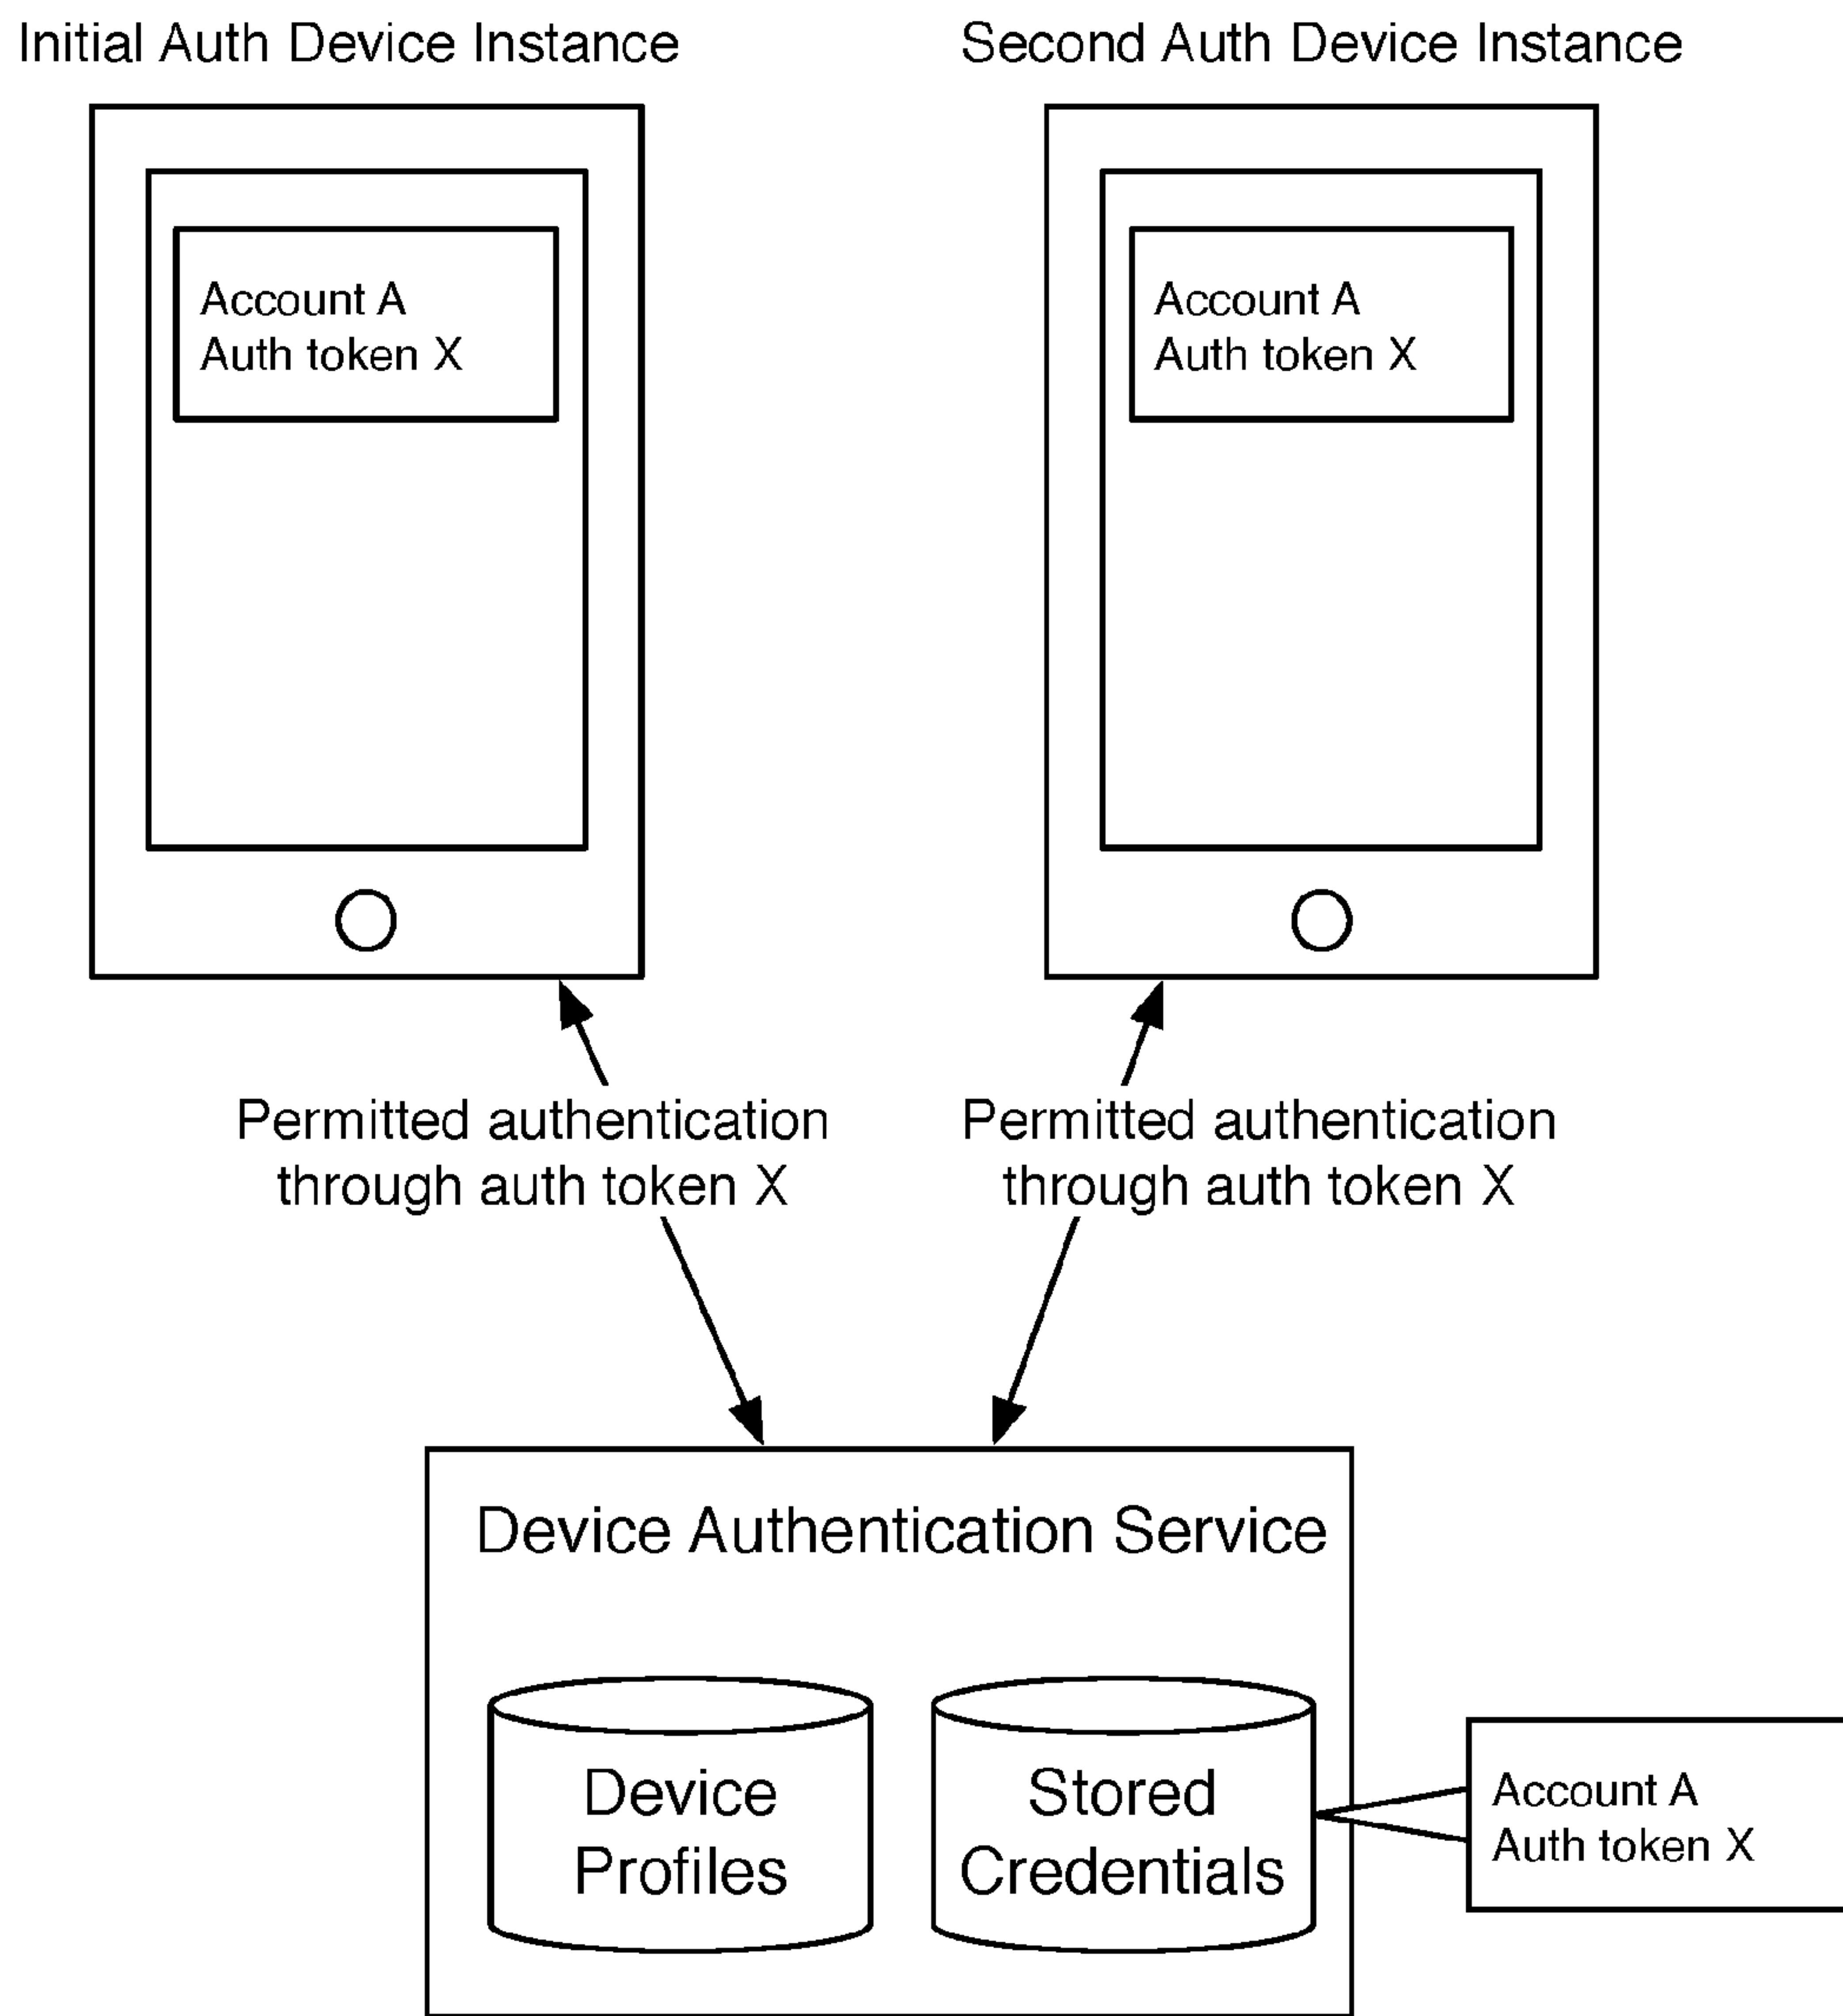 Initial Auth Device Instance
Second Auth Device Instance
Account A
Auth token X
Account A
Auth token X
Permitted authentication
through auth token X
Permitted authentication
through auth token X
Device Authentication Service
Device
Profiles
Stored
Credentials
Account A
Auth token X